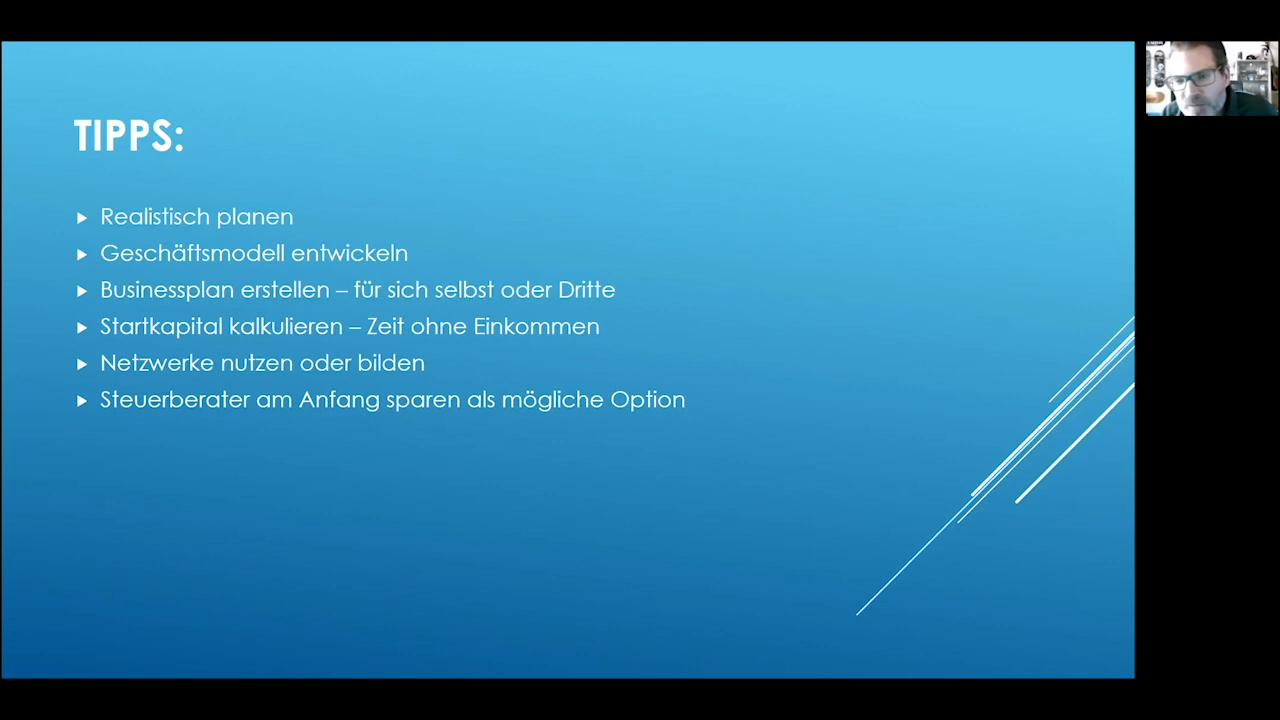 TIPPS:
Realistisch planen
Geschäftsmodell entwickeln
Businessplan erstellen – für sich selbst oder Dritte
Startkapital kalkulieren – Zeit ohne Einkommen
Netzwerke nutzen oder bilden
Steuerberater am Anfang sparen als mögliche Option